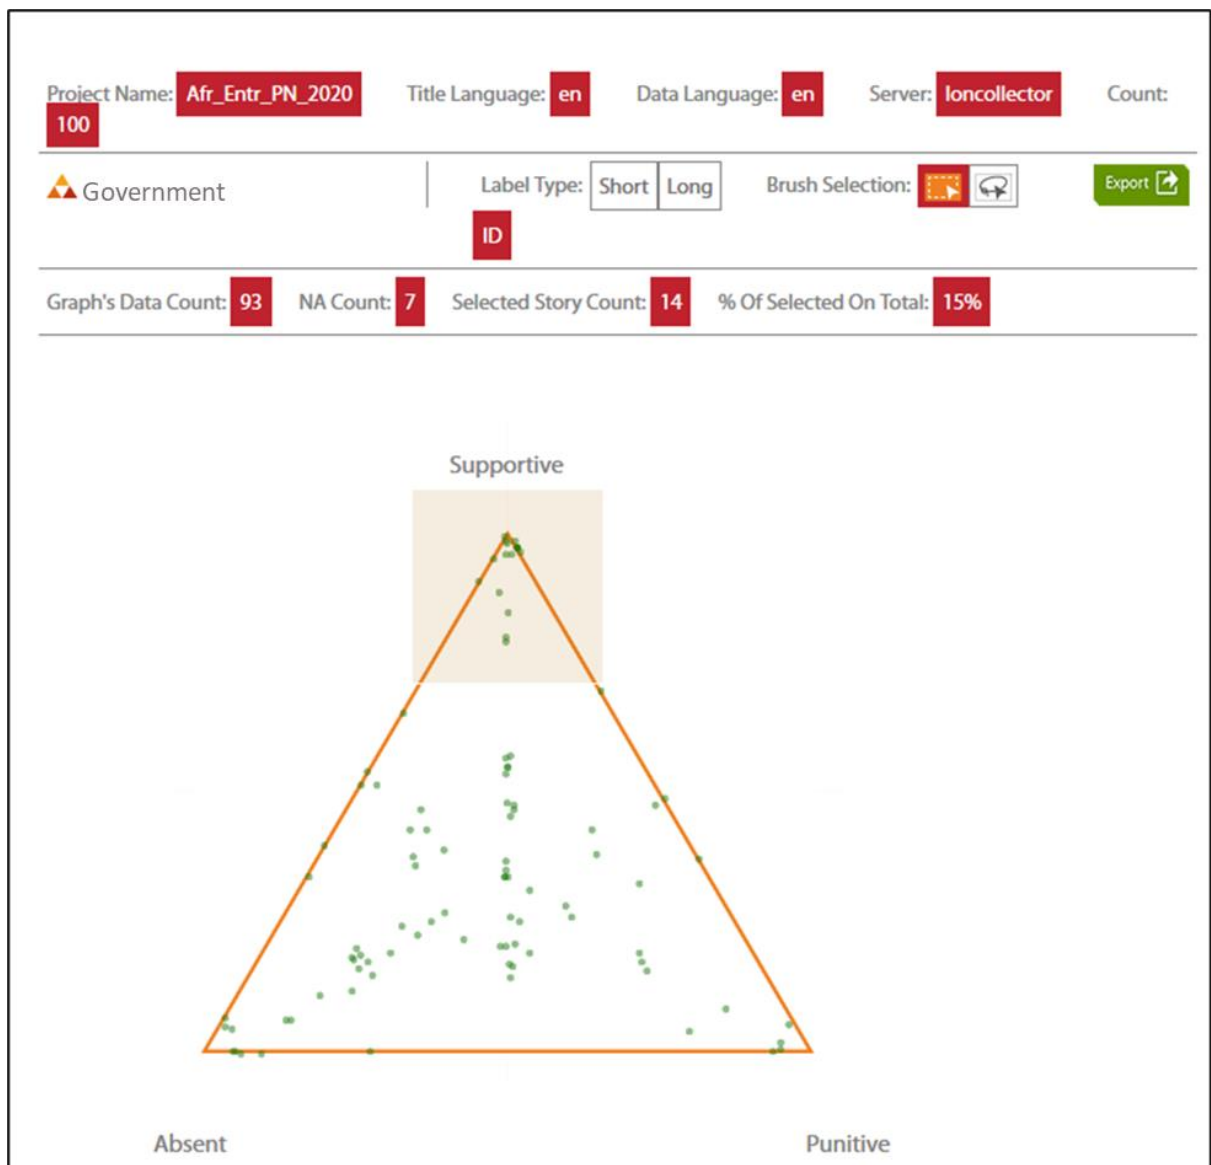 Project Name: Afr_Entr_PN_2020 Title Language: en Data Language: en Server: loncollector Count:
100
Government Label Type: Short Long Brush Selection: Export
ID
Graph's Data Count: 93 NA Count: 7 Selected Story Count: 14 % Of Selected On Total: 15%
Supportive
Absent Punitive